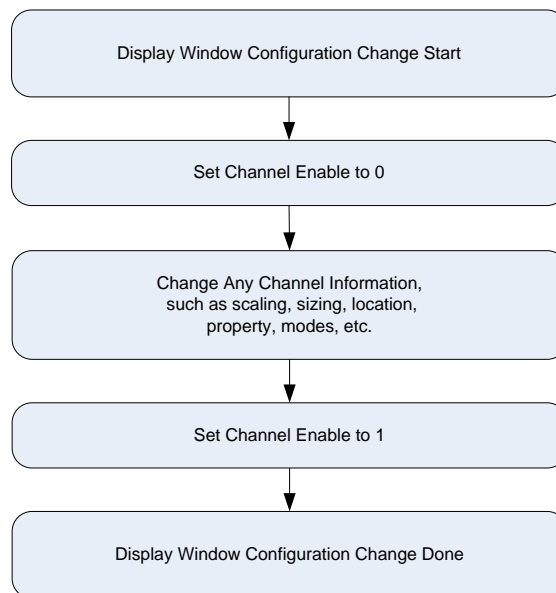 Display Window Configuration Change Start
Set Channel Enable to 0
Change Any Channel Information,
such as scaling, sizing, location,
property, modes, etc.
Set Channel Enable to 1
Display Window Configuration Change Done